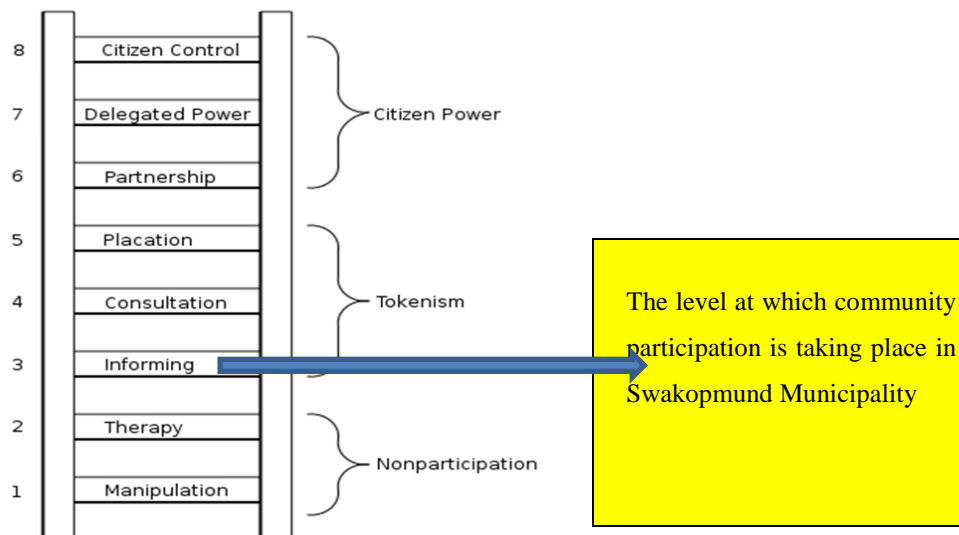 8 Citizen Control
7 Delegated Power
Citizen Power
6 Partnership
5 Placation
4 Consultation
Tokenism
3 Informing
2 Therapy
Nonparticipation
1 Manipulation
The level at which community
participation is taking place in
Swakopmund Municipality